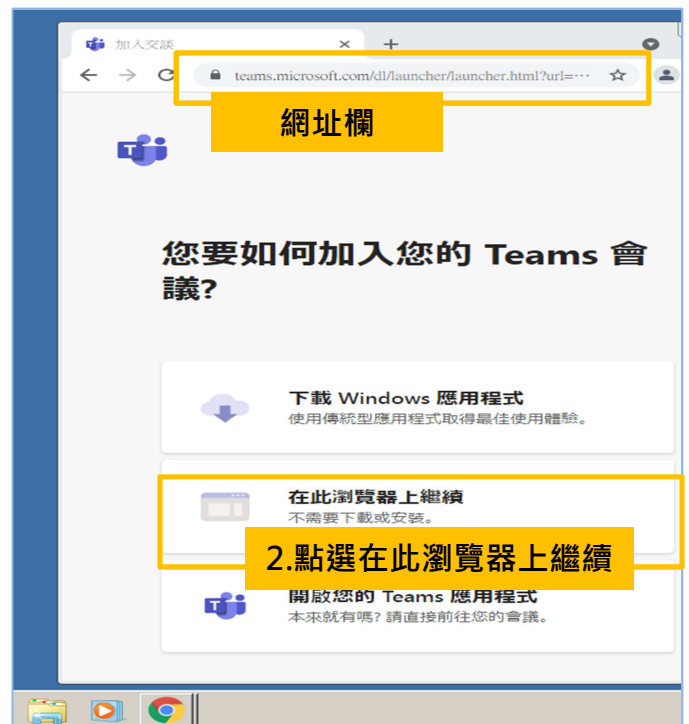 加入交談
teams.microsoft.com/dl/launcher/launcher.html?url=⋯
網址欄
您要如何加入您的 Teams 會
議?
下載 Windows 應用程式
使用傳統型應用程式取得最佳使用體驗。
在此瀏覽器上繼續
不需要下載或安裝。
2.點選在此瀏覽器上繼續
開啟您的 Teams 應用程式
本來就有嗎? 請直接前往您的會議。